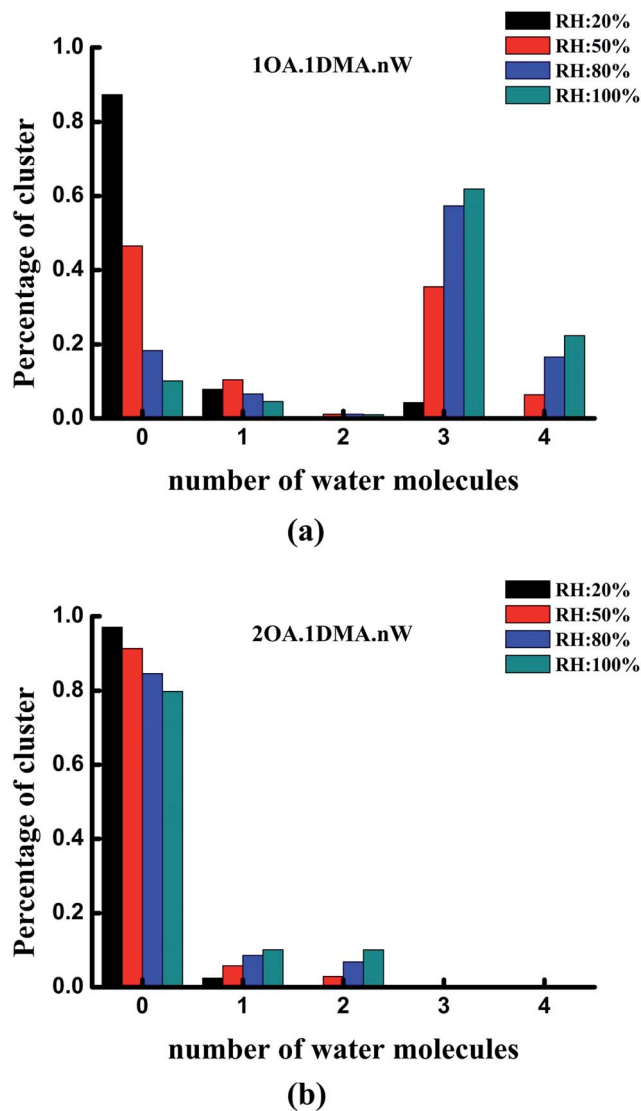 RH:20%
RH:50%
RH:80%
RH:100%
1OA.1DMA.nW
Percentage of cluster
1.0
0.8
0.6
0.4
0.2
0.0
0 1 2 3 4
number of water molecules
(a)
RH:20%
RH:50%
RH:80%
RH:100%
2OA.1DMA.nW
Percentage of cluster
1.0
0.8
0.6
0.4
0.2
0.0
0 1 2 3 4
number of water molecules
(b)